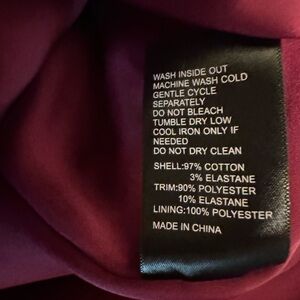 WASH INSIDE OUT
MACHINE WASH COLD
GENTLE CYCLE
SEPARATELY
DO NOT BLEACH
TUMBLE DRY LOW
COOL IRON ONLY IF
NEEDED
DO NOT DRY CLEAN
SHELL:97% COTTON
3% ELASTANE
TRIM:90% POLYESTER
10% ELASTANE
LINING:100% POLYESTER
MADE IN CHINA